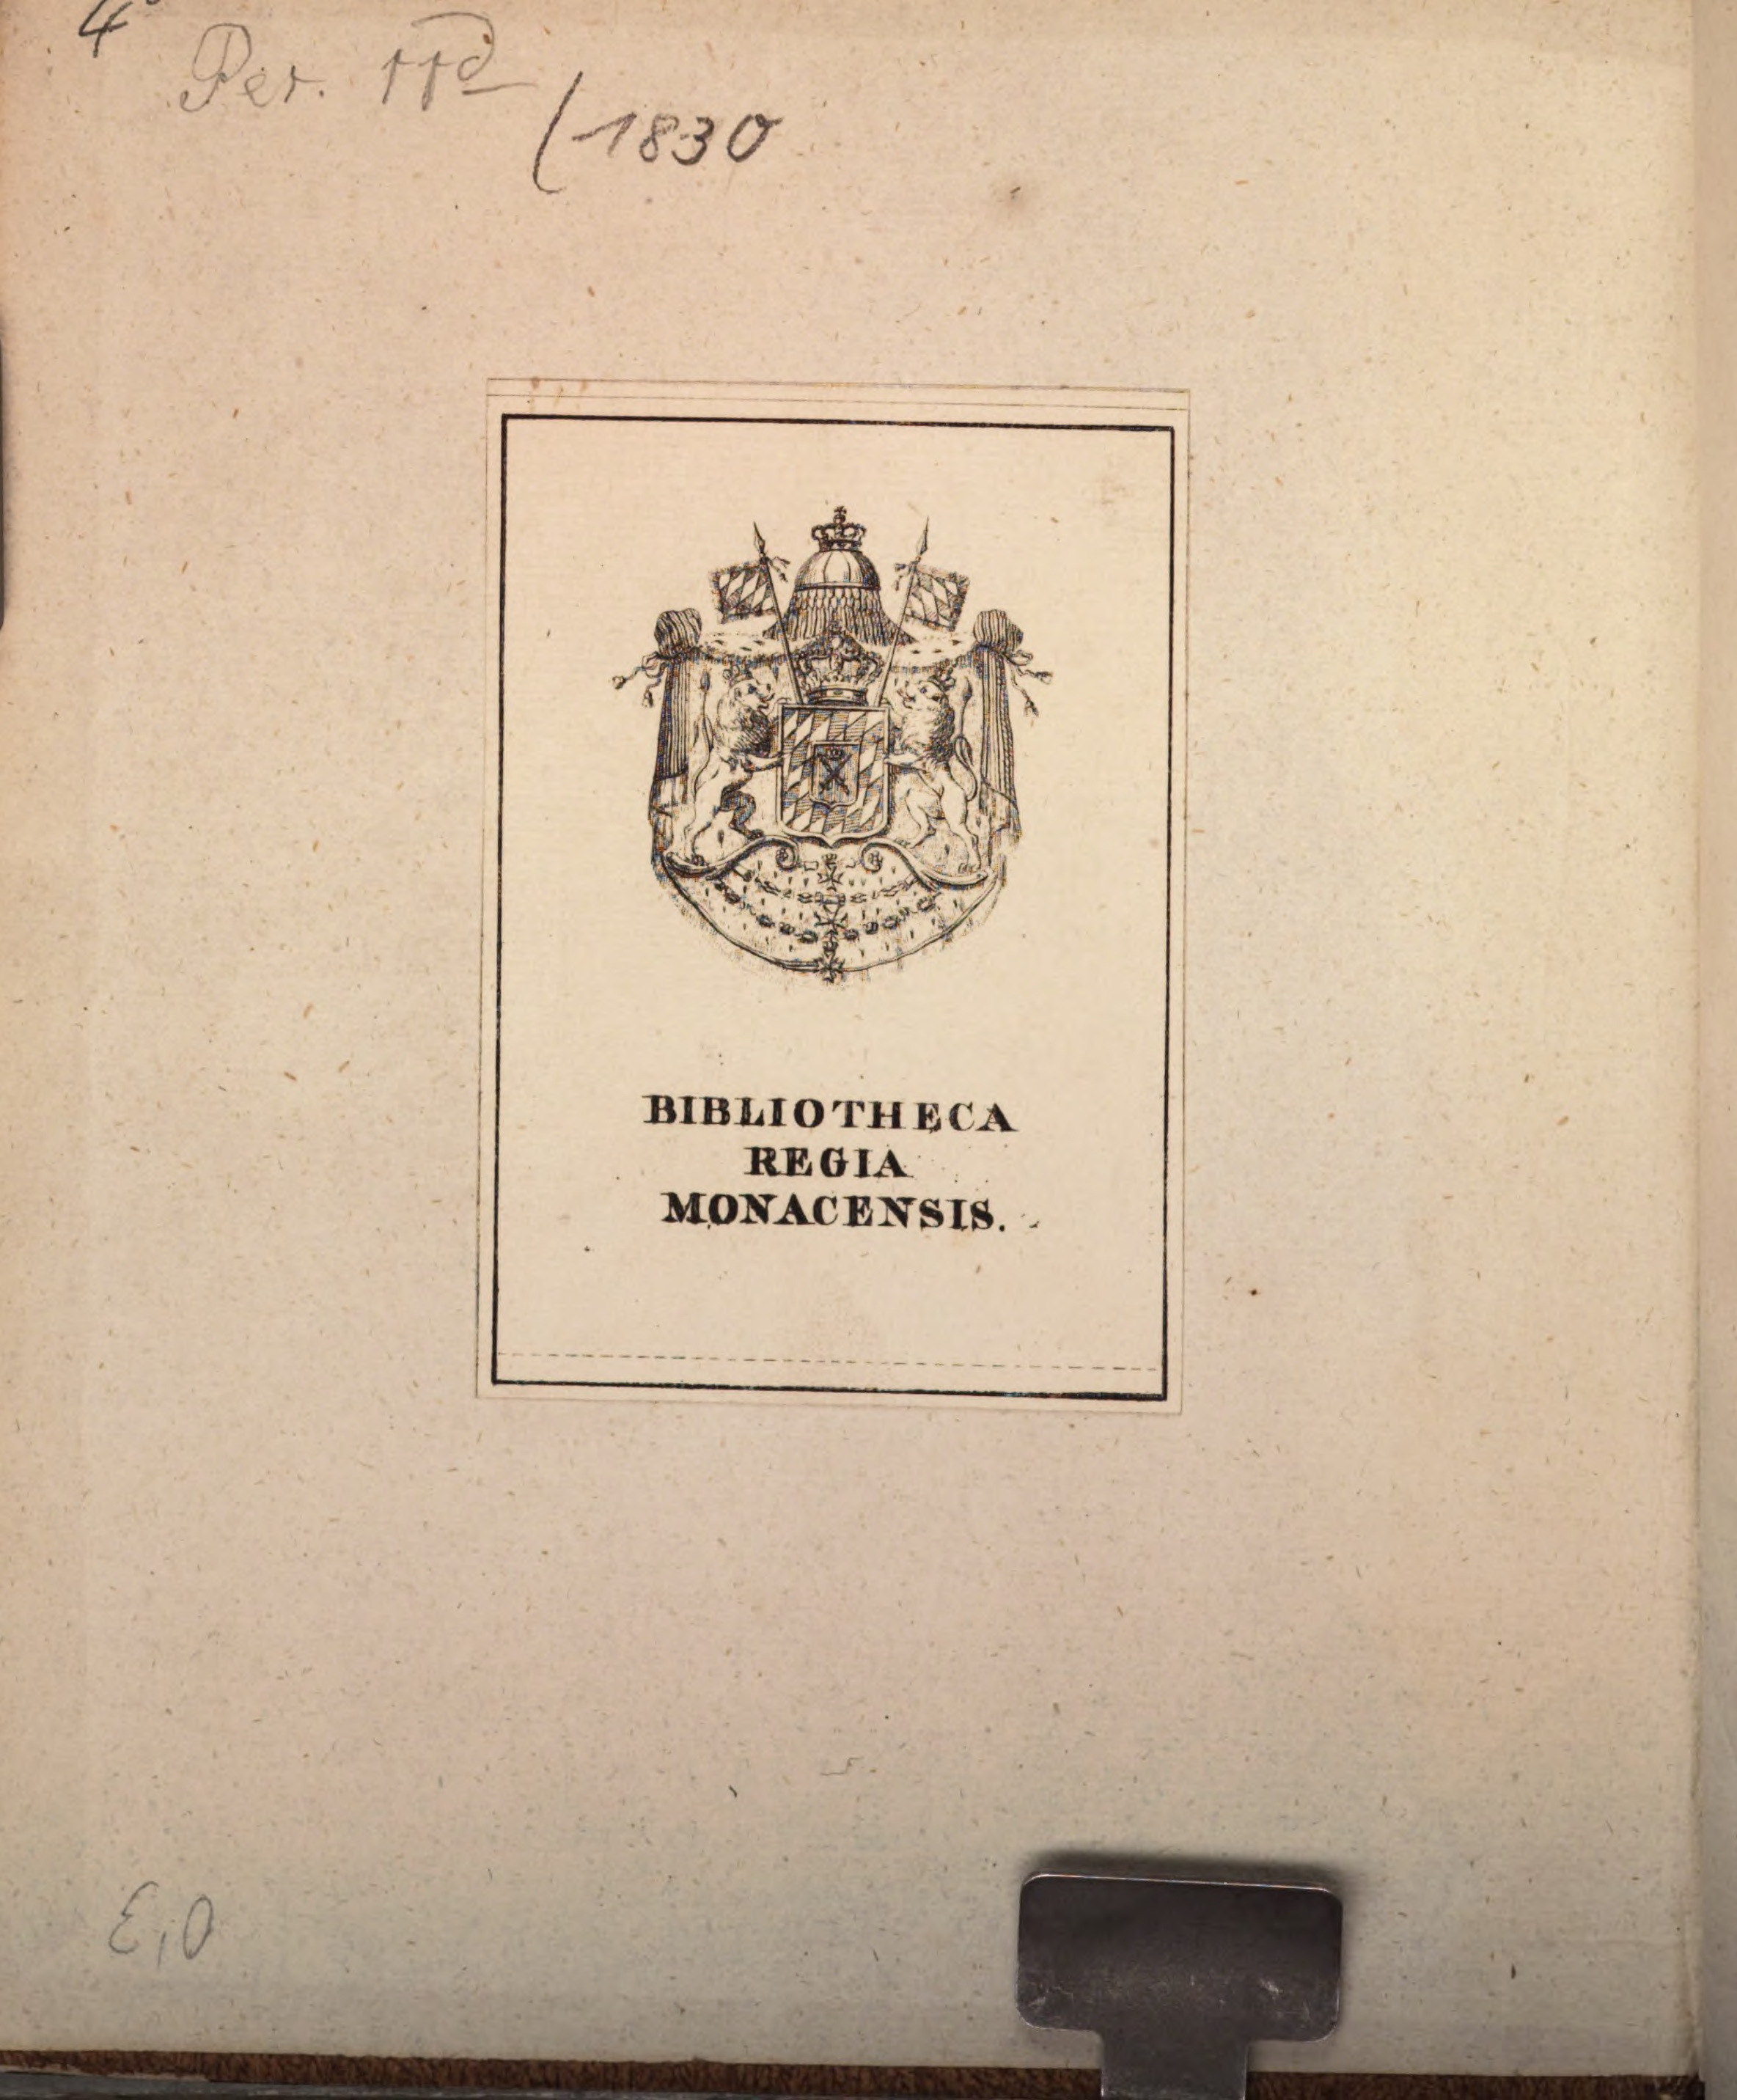 4°
Per. 11d
(1830
BIBLIOTHECA
REGIA
MONACENSIS.